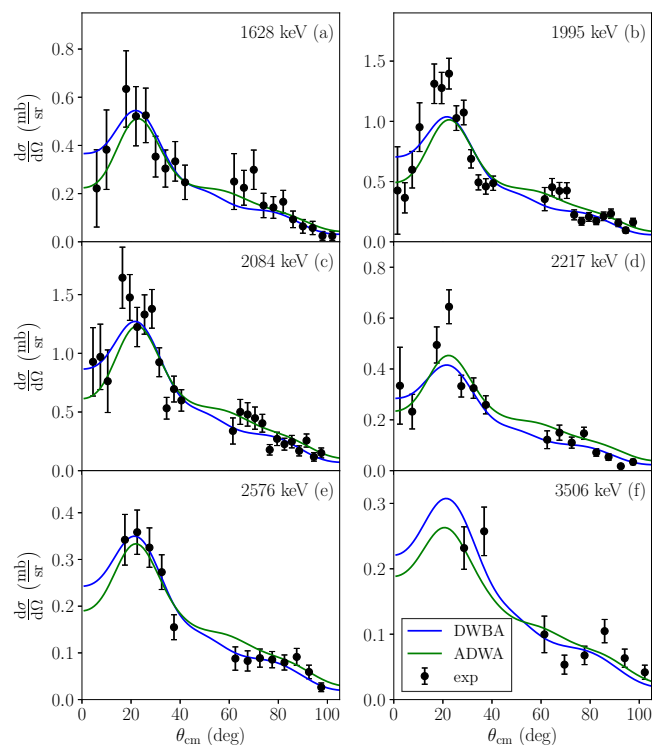 1628 keV (a)
0.8
0.6
0.4
0.2
0.0
dσ/dΩ (mb/sr)
1995 keV (b)
1.5
1.0
0.5
0.0
2084 keV (c)
1.5
1.0
0.5
0.0
dσ/dΩ (mb/sr)
2217 keV (d)
0.6
0.4
0.2
0.0
2576 keV (e)
0.4
0.3
0.2
0.1
0.0
dσ/dΩ (mb/sr)
0 20 40 60 80 100
θcm (deg)
3506 keV (f)
0.3
0.2
0.1
0.0
DWBA
ADWA
exp
0 20 40 60 80 100
θcm (deg)